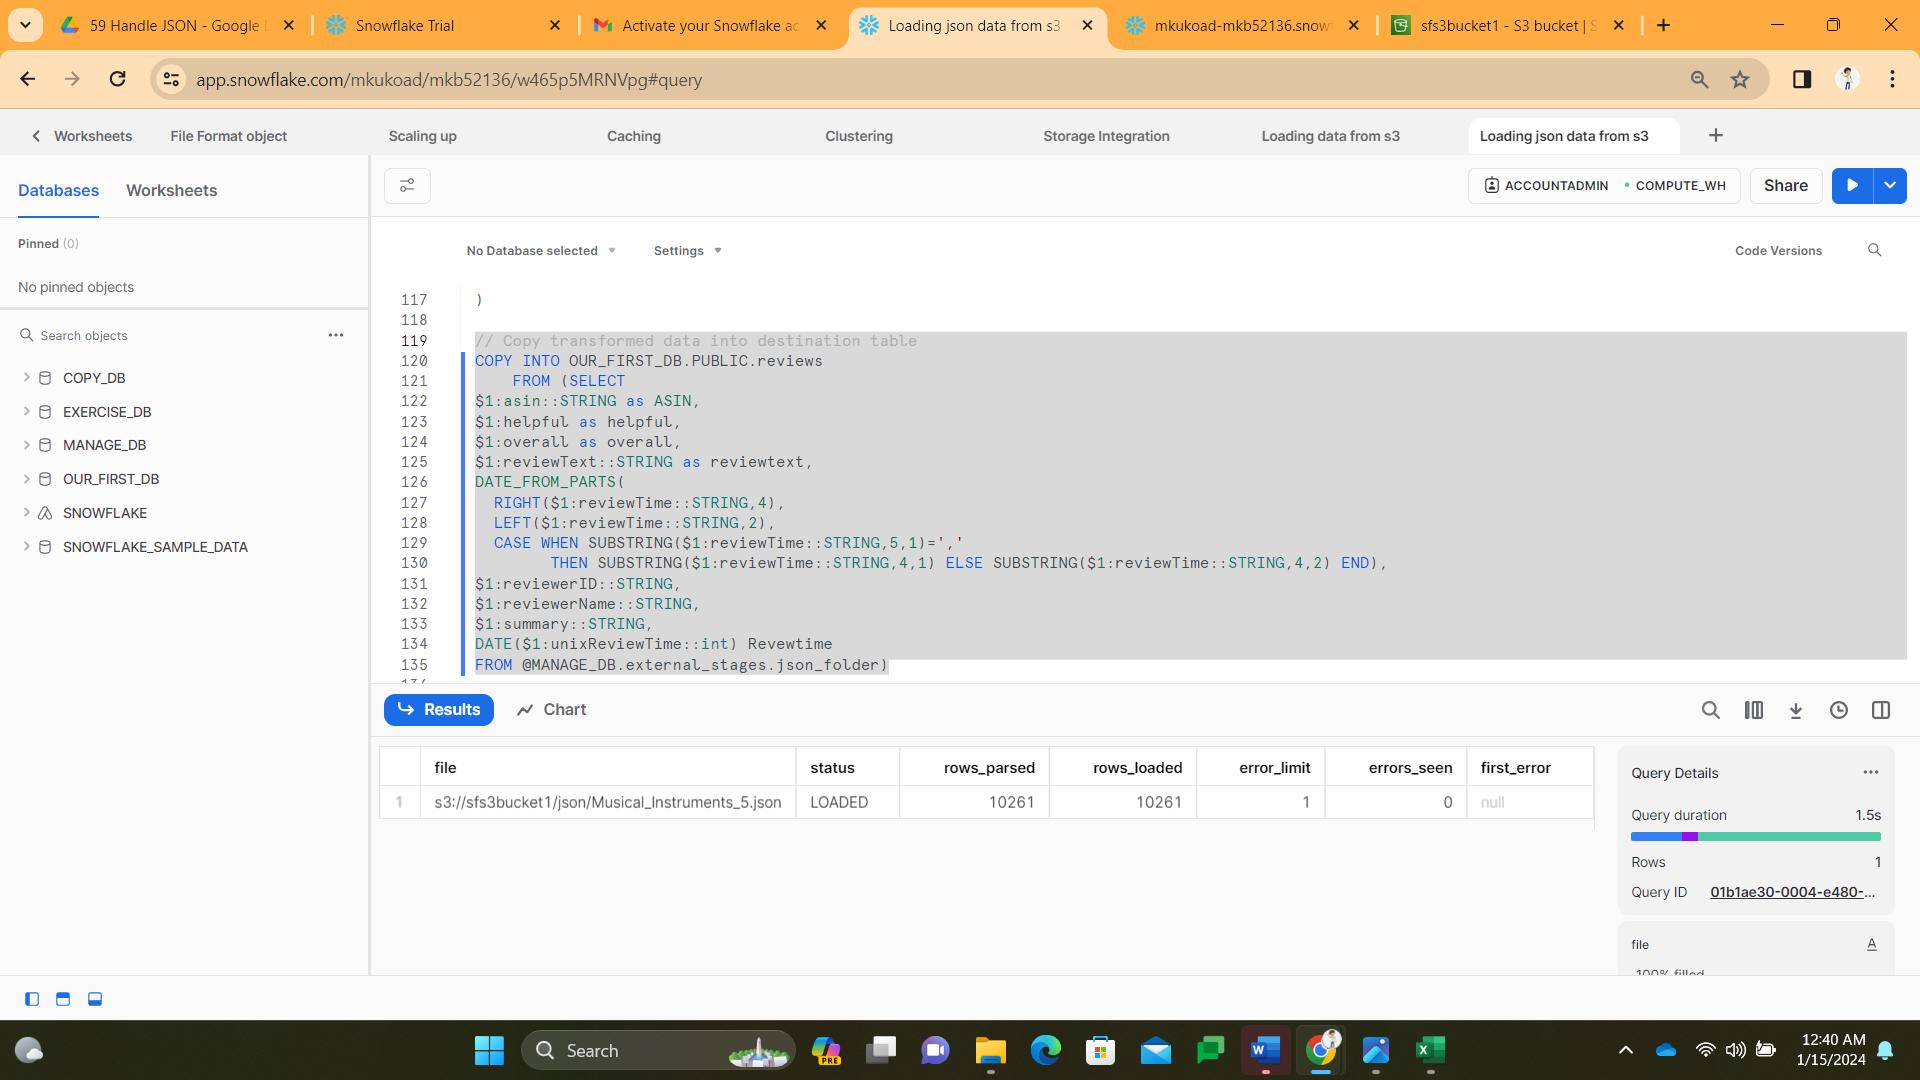 59 Handle JSON - Google
Snowflake Trial
Activate your Snowflake ac
Loading json data from s3
mkukoad-mkb52136.snow
sfs3bucket1 - S3 bucket | S
app.snowflake.com/mkukoad/mkb52136/w465p5MRNVpg#query
Worksheets
File Format object
Scaling up
Caching
Clustering
Storage Integration
Loading data from s3
Loading json data from s3
Databases
Worksheets
ACCOUNTADMIN
COMPUTE_WH
Share
Pinned (0)
No pinned objects
Search objects
COPY_DB
EXERCISE_DB
MANAGE_DB
OUR_FIRST_DB
SNOWFLAKE
SNOWFLAKE_SAMPLE_DATA
No Database selected
Settings
Code Versions
117 )
118
119 // Copy transformed data into destination table
120 COPY INTO OUR_FIRST_DB.PUBLIC.reviews
121 FROM (SELECT
122 $1:asin::STRING as ASIN,
123 $1:helpful as helpful,
124 $1:overall as overall,
125 $1:reviewText::STRING as reviewtext,
126 DATE_FROM_PARTS(
127 RIGHT($1:reviewTime::STRING,4),
128 LEFT($1:reviewTime::STRING,2),
129 CASE WHEN SUBSTRING($1:reviewTime::STRING,5,1)=','
130 THEN SUBSTRING($1:reviewTime::STRING,4,1) ELSE SUBSTRING($1:reviewTime::STRING,4,2) END),
131 $1:reviewerID::STRING,
132 $1:reviewerName::STRING,
133 $1:summary::STRING,
134 DATE($1:unixReviewTime::int) Revewtime
135 FROM @MANAGE_DB.external_stages.json_folder)
Results
Chart
file status rows_parsed rows_loaded error_limit errors_seen first_error
1 s3://sfs3bucket1/json/Musical_Instruments_5.json LOADED 10261 10261 1 0 null
Query Details
Query duration 1.5s
Rows 1
Query ID 01b1ae30-0004-e480-...
file A
100% filled
Search
PRE
12:40 AM
1/15/2024